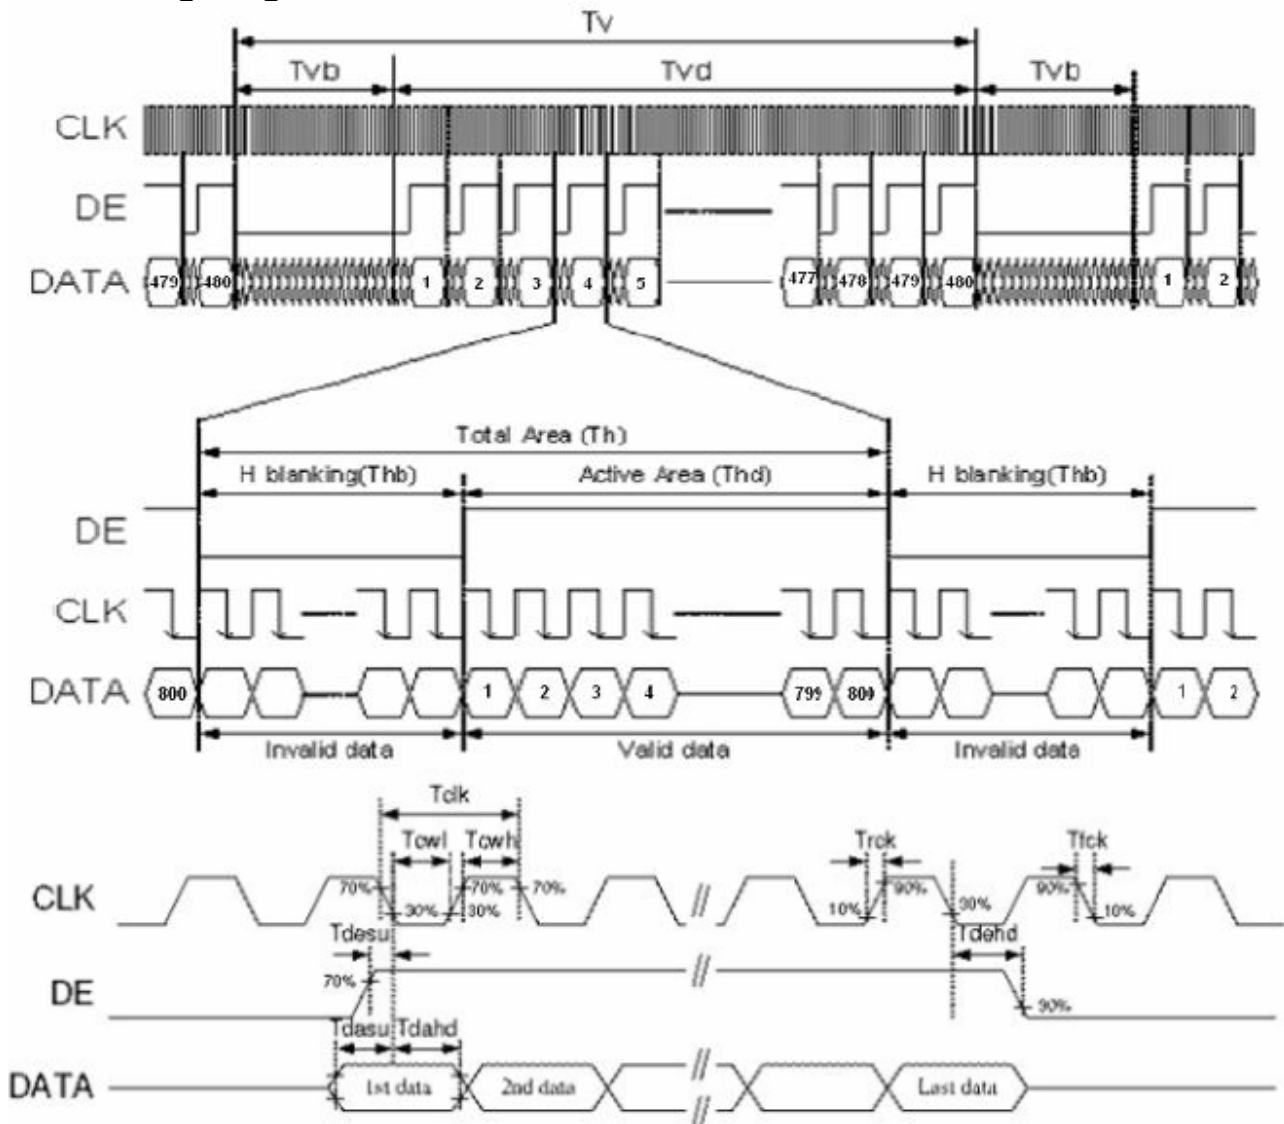 Tv
Tvb Tvd Tvb
CLK
DE
DATA 479 480 1 2 3 4 5 477 478 479 480 1 2
Total Area (Th)
H blanking(Thb) Active Area (Thd) H blanking(Thb)
DE
CLK
DATA 800 1 2 3 4 799 800 1 2
Invalid data Valid data Invalid data
Tclk
Tcwl Tcwh Trck Tfck
CLK 70% 70% 70% 90% 30% 90%
30% 30% 10% 10%
Tdesu Tdehd
DE 70% 30%
Tdasu Tdahd
DATA 1st data 2nd data Last data